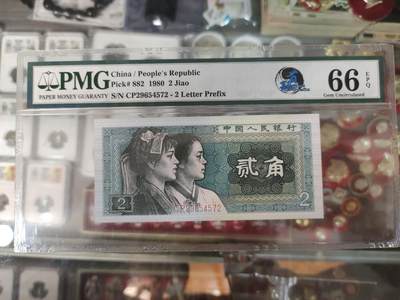 PMG
PAPER MONEY GUARANTY
China / People's Republic
Pick# 882 1980 2 Jiao
S/N CP29654572 - 2 Letter Prefix
66 EPQ
Gem Uncirculated
中国人民银行
贰角
CP29654572
2
2